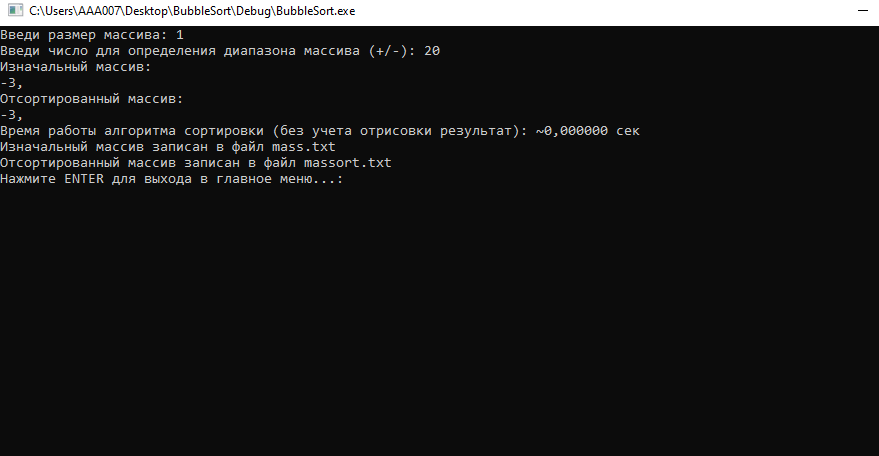 C:\Users\AAA007\Desktop\BubbleSort\Debug\BubbleSort.exe
Введи размер массива: 1
Введи число для определения диапазона массива (+/-): 20
Изначальный массив:
-3,
Отсортированный массив:
-3,
Время работы алгоритма сортировки (без учета отрисовки результат): ~0,000000 сек
Изначальный массив записан в файл mass.txt
Отсортированный массив записан в файл massort.txt
Нажмите ENTER для выхода в главное меню...: